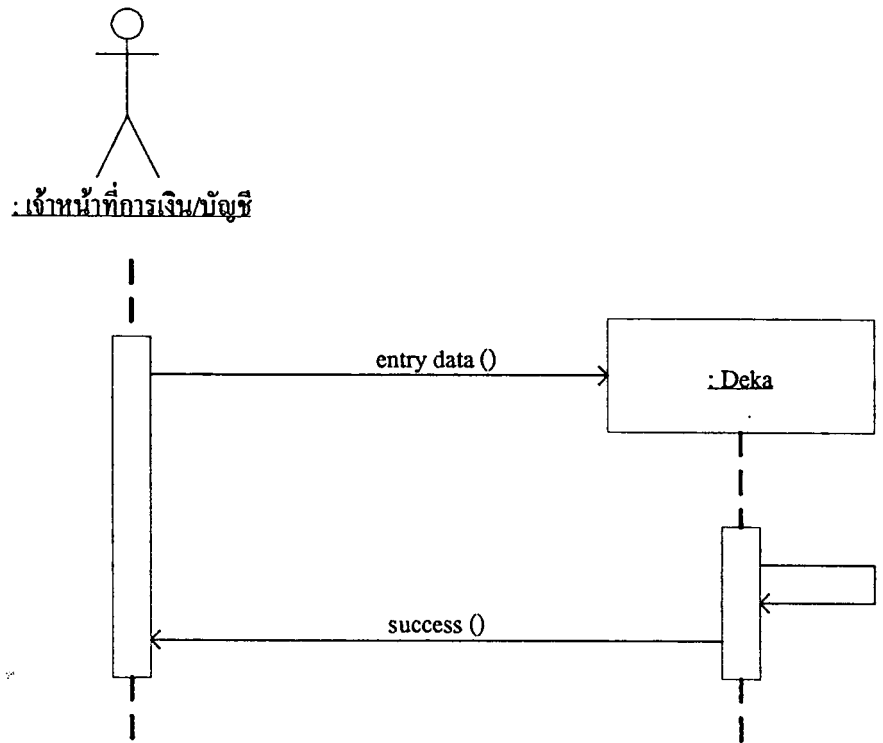 : เจ้าหน้าที่การเงิน/บัญชี
entry data ()
: Deka
success ()